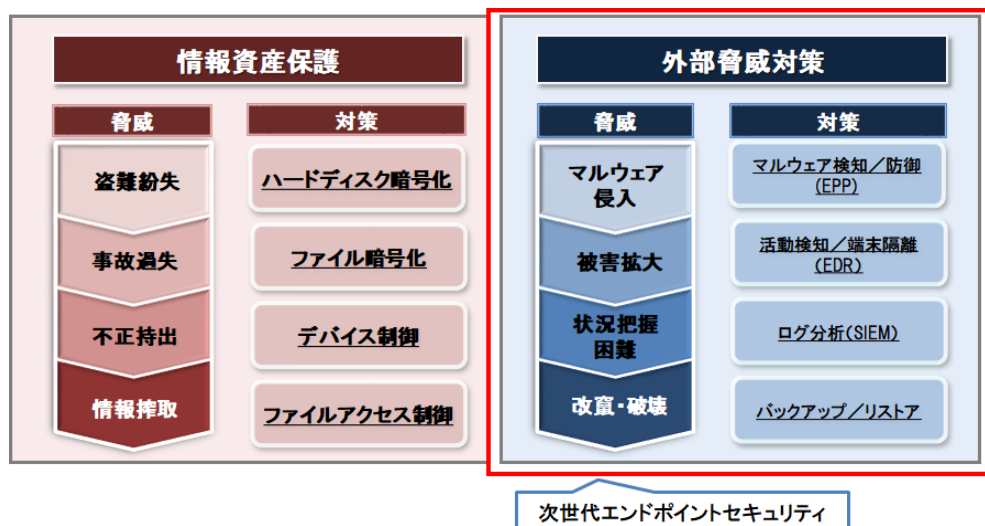 情報資産保護
脅威
対策
盗難紛失
ハードディスク暗号化
事故過失
ファイル暗号化
不正持出
デバイス制御
情報搾取
ファイルアクセス制御
外部脅威対策
脅威
対策
マルウェア
侵入
マルウェア検知／防御
(EPP)
被害拡大
活動検知／端末隔離
(EDR)
状況把握
困難
ログ分析(SIEM)
改竄・破壊
バックアップ／リストア
次世代エンドポイントセキュリティ